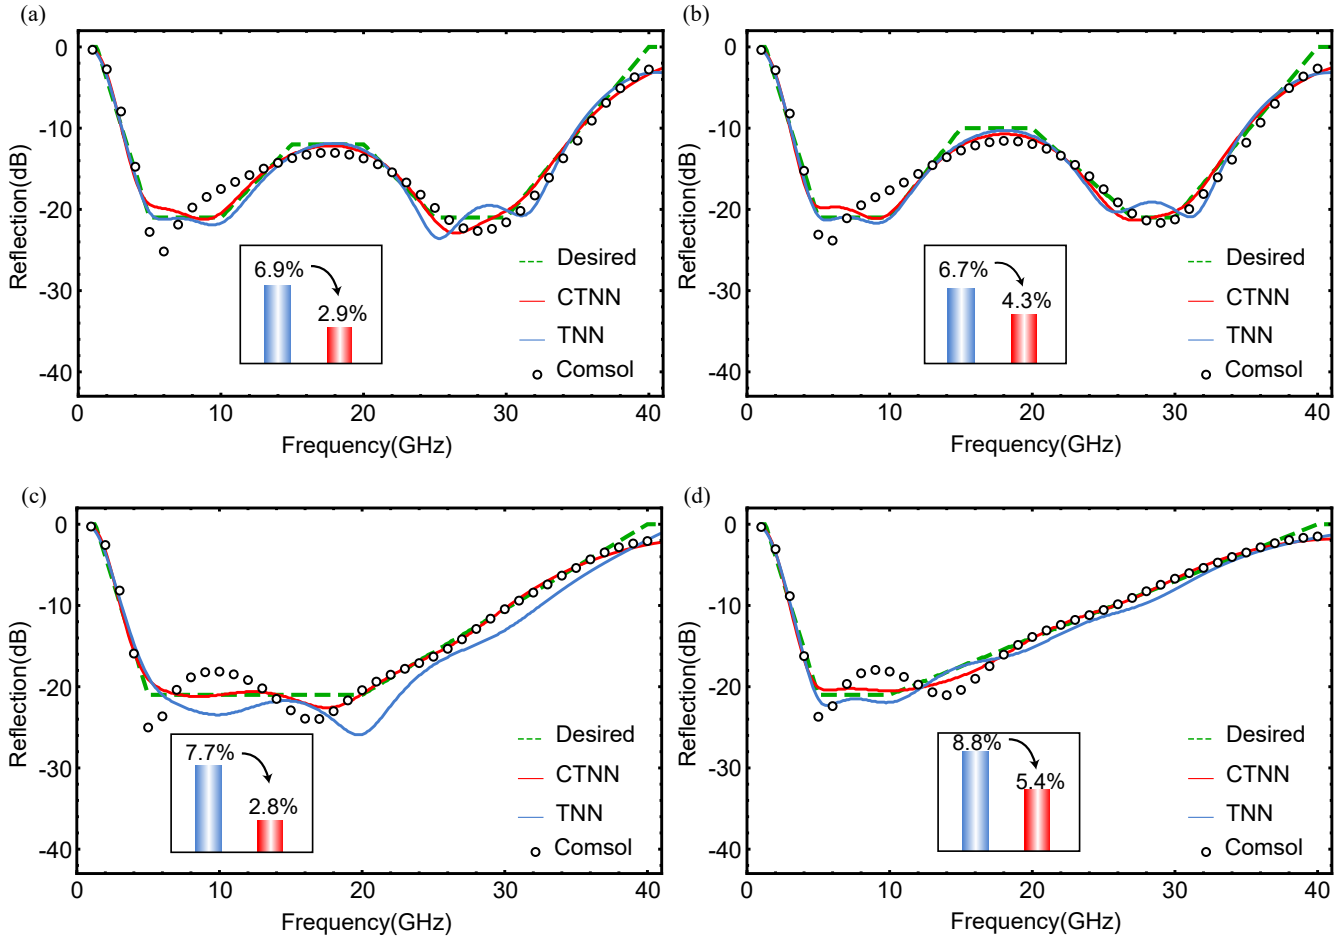 (a)
Reflection(dB)
0
-10
-20
-30
-40
6.9%
2.9%
Desired
CTNN
TNN
Comsol
0 10 20 30 40
Frequency(GHz)
(b)
Reflection(dB)
0
-10
-20
-30
-40
6.7%
4.3%
Desired
CTNN
TNN
Comsol
0 10 20 30 40
Frequency(GHz)
(c)
Reflection(dB)
0
-10
-20
-30
-40
7.7%
2.8%
Desired
CTNN
TNN
Comsol
0 10 20 30 40
Frequency(GHz)
(d)
Reflection(dB)
0
-10
-20
-30
-40
8.8%
5.4%
Desired
CTNN
TNN
Comsol
0 10 20 30 40
Frequency(GHz)